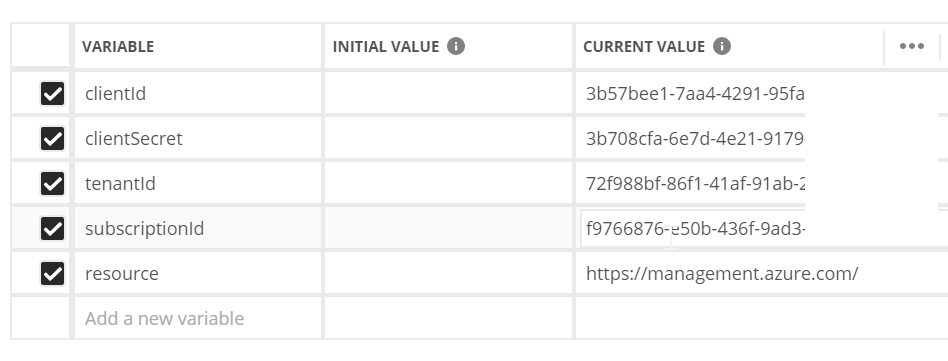 VARIABLE INITIAL VALUE CURRENT VALUE
clientId 3b57bee1-7aa4-4291-95fa
clientSecret 3b708cfa-6e7d-4e21-9179-
tenantId 72f988bf-86f1-41af-91ab-2
subscriptionId f9766876-e50b-436f-9ad3-
resource https://management.azure.com/
Add a new variable